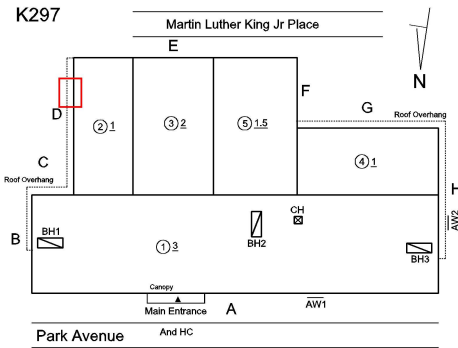 K297
Martin Luther King Jr Place
E
N
F
G
Roof Overhang
D
2 1
3 2
5 1.5
4 1
C
Roof Overhang
H
AW2
B
BH1
1 3
BH2
CH
BH3
Canopy
Main Entrance
A
AW1
Park Avenue
And HC